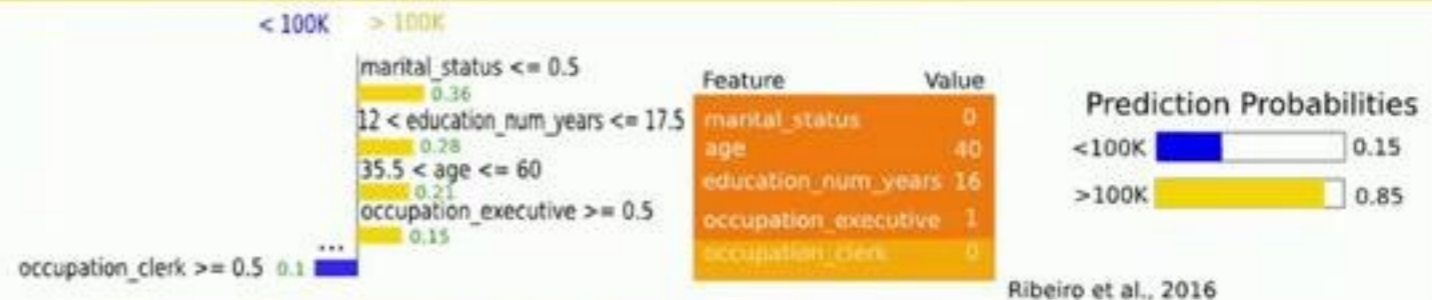 < 100K > 100K
marital_status <= 0.5
0.36
12 < education_num_years <= 17.5
0.28
35.5 < age <= 60
0.21
occupation_executive >= 0.5
0.15
...
occupation_clerk >= 0.5 0.1
Feature Value
marital_status 0
age 40
education_num_years 16
occupation_executive 1
occupation_clerk 0
Prediction Probabilities
<100K 0.15
>100K 0.85
Ribeiro et al., 2016